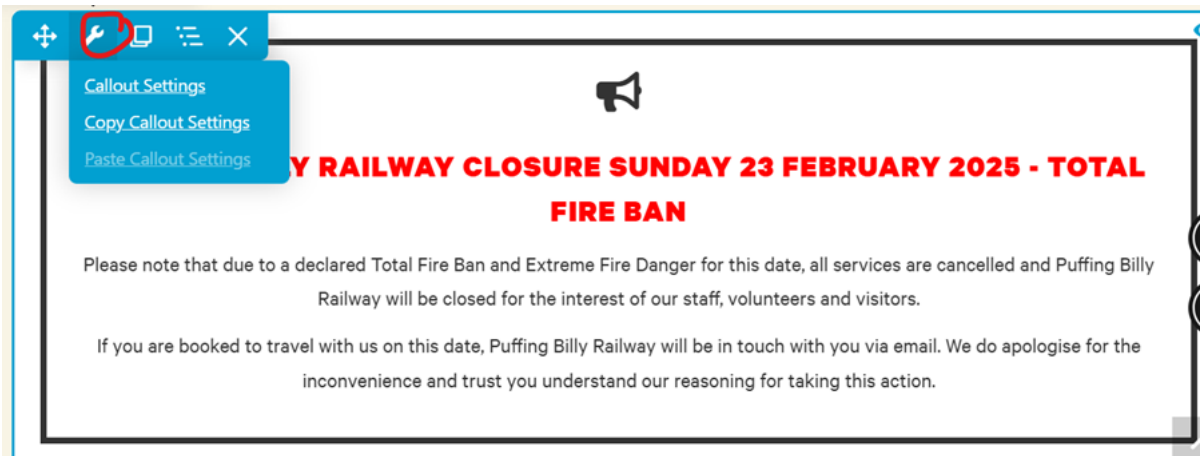 Callout Settings
Copy Callout Settings
Paste Callout Settings
Y RAILWAY CLOSURE SUNDAY 23 FEBRUARY 2025 - TOTAL
FIRE BAN
Please note that due to a declared Total Fire Ban and Extreme Fire Danger for this date, all services are cancelled and Puffing Billy
Railway will be closed for the interest of our staff, volunteers and visitors.
If you are booked to travel with us on this date, Puffing Billy Railway will be in touch with you via email. We do apologise for the
inconvenience and trust you understand our reasoning for taking this action.